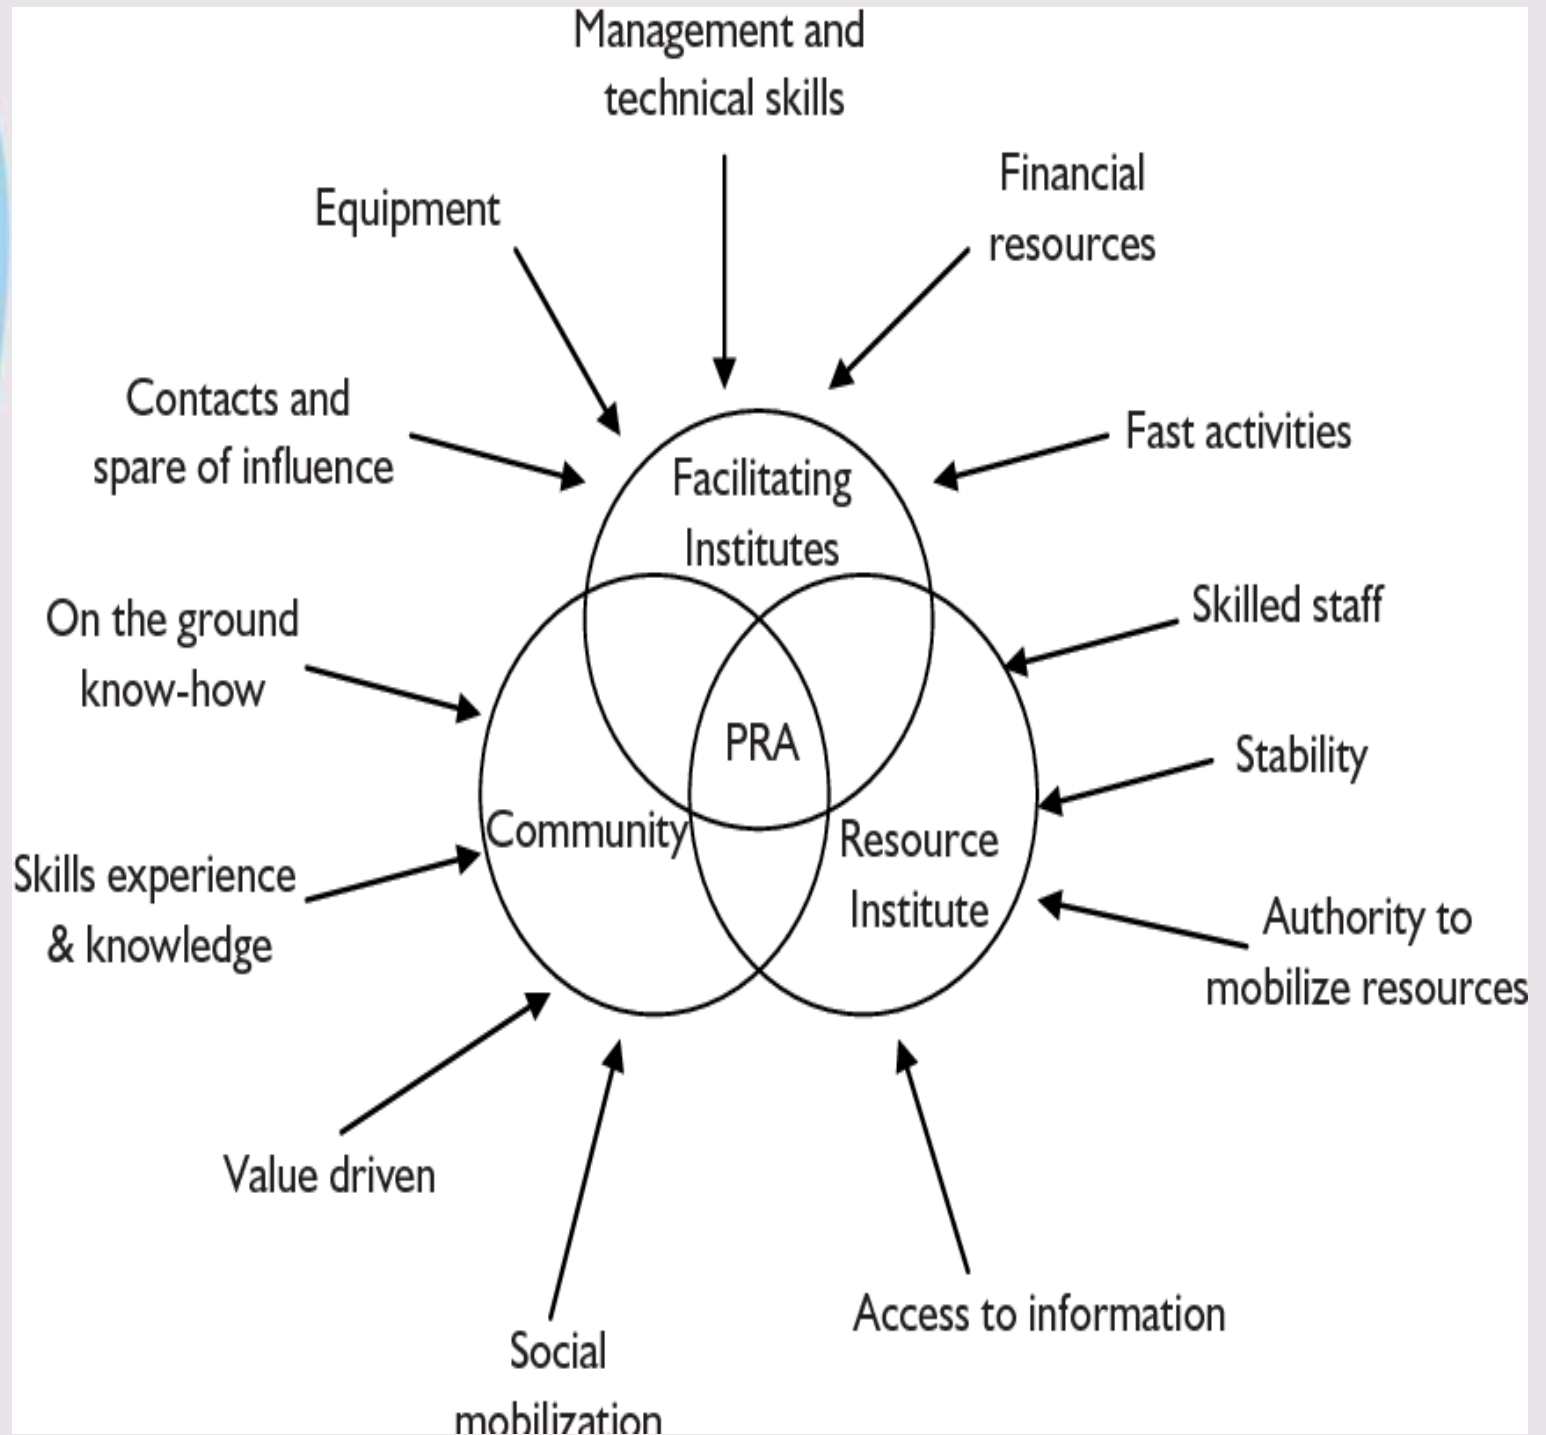 Management and
technical skills
Financial
resources
Equipment
Contacts and
spare of influence
Fast activities
Facilitating
Institutes
On the ground
know-how
Skilled staff
PRA
Stability
Community
Resource
Institute
Skills experience
& knowledge
Authority to
mobilize resources
Value driven
Access to information
Social
mobilization